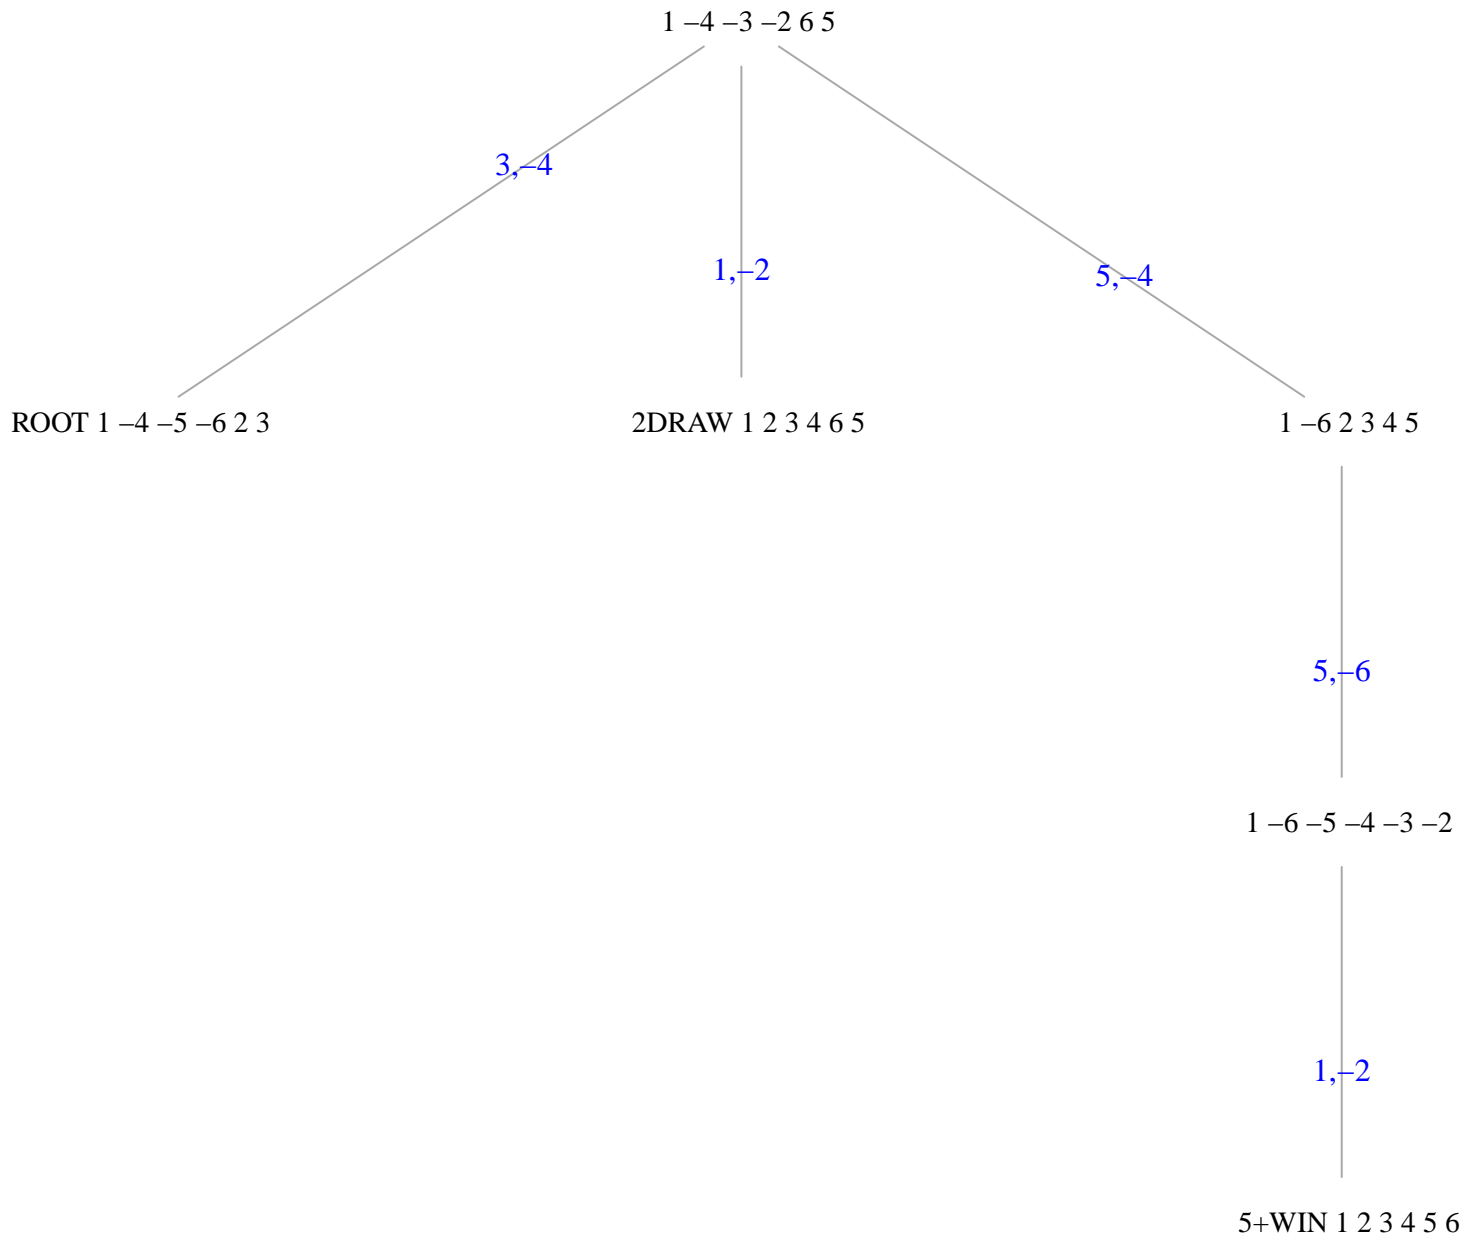 1 –4 –3 –2 6 5
3,–4
1,–2
5,–4
ROOT 1 –4 –5 –6 2 3
2DRAW 1 2 3 4 6 5
1 –6 2 3 4 5
5,–6
1 –6 –5 –4 –3 –2
1,–2
5+WIN 1 2 3 4 5 6